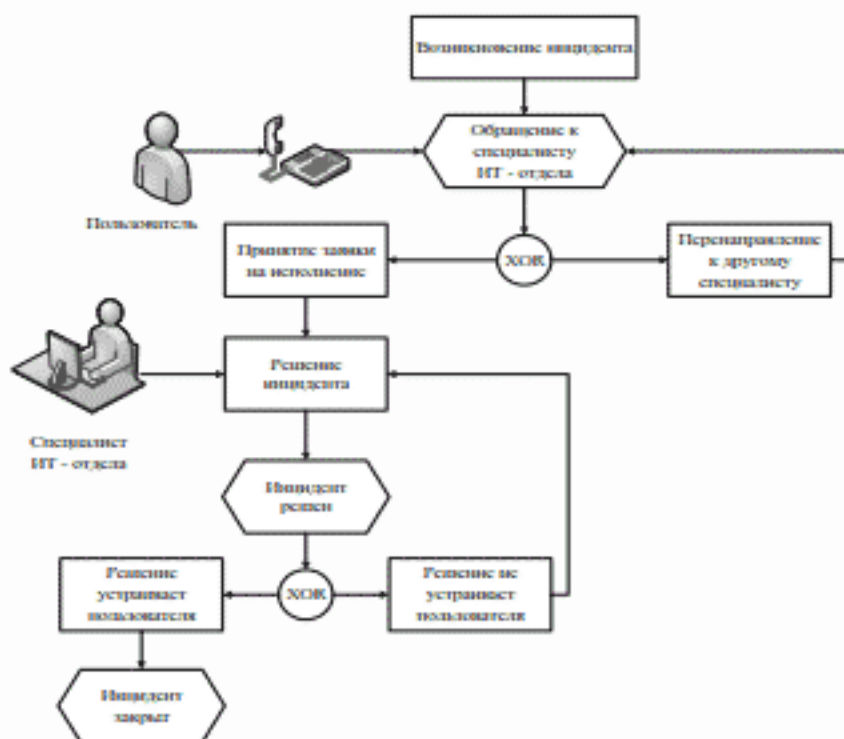 Возникновение инцидента
Обращение к
специалисту
ИТ - отдела
Пользователь
Принятие заявки
на исполнение
XOR
Перенаправление
к другому
специалисту
Решение
инцидента
Специалист
ИТ - отдела
Инцидент
решен
Решение
устраивает
пользователя
XOR
Решение не
устраивает
пользователя
Инцидент
закрыт